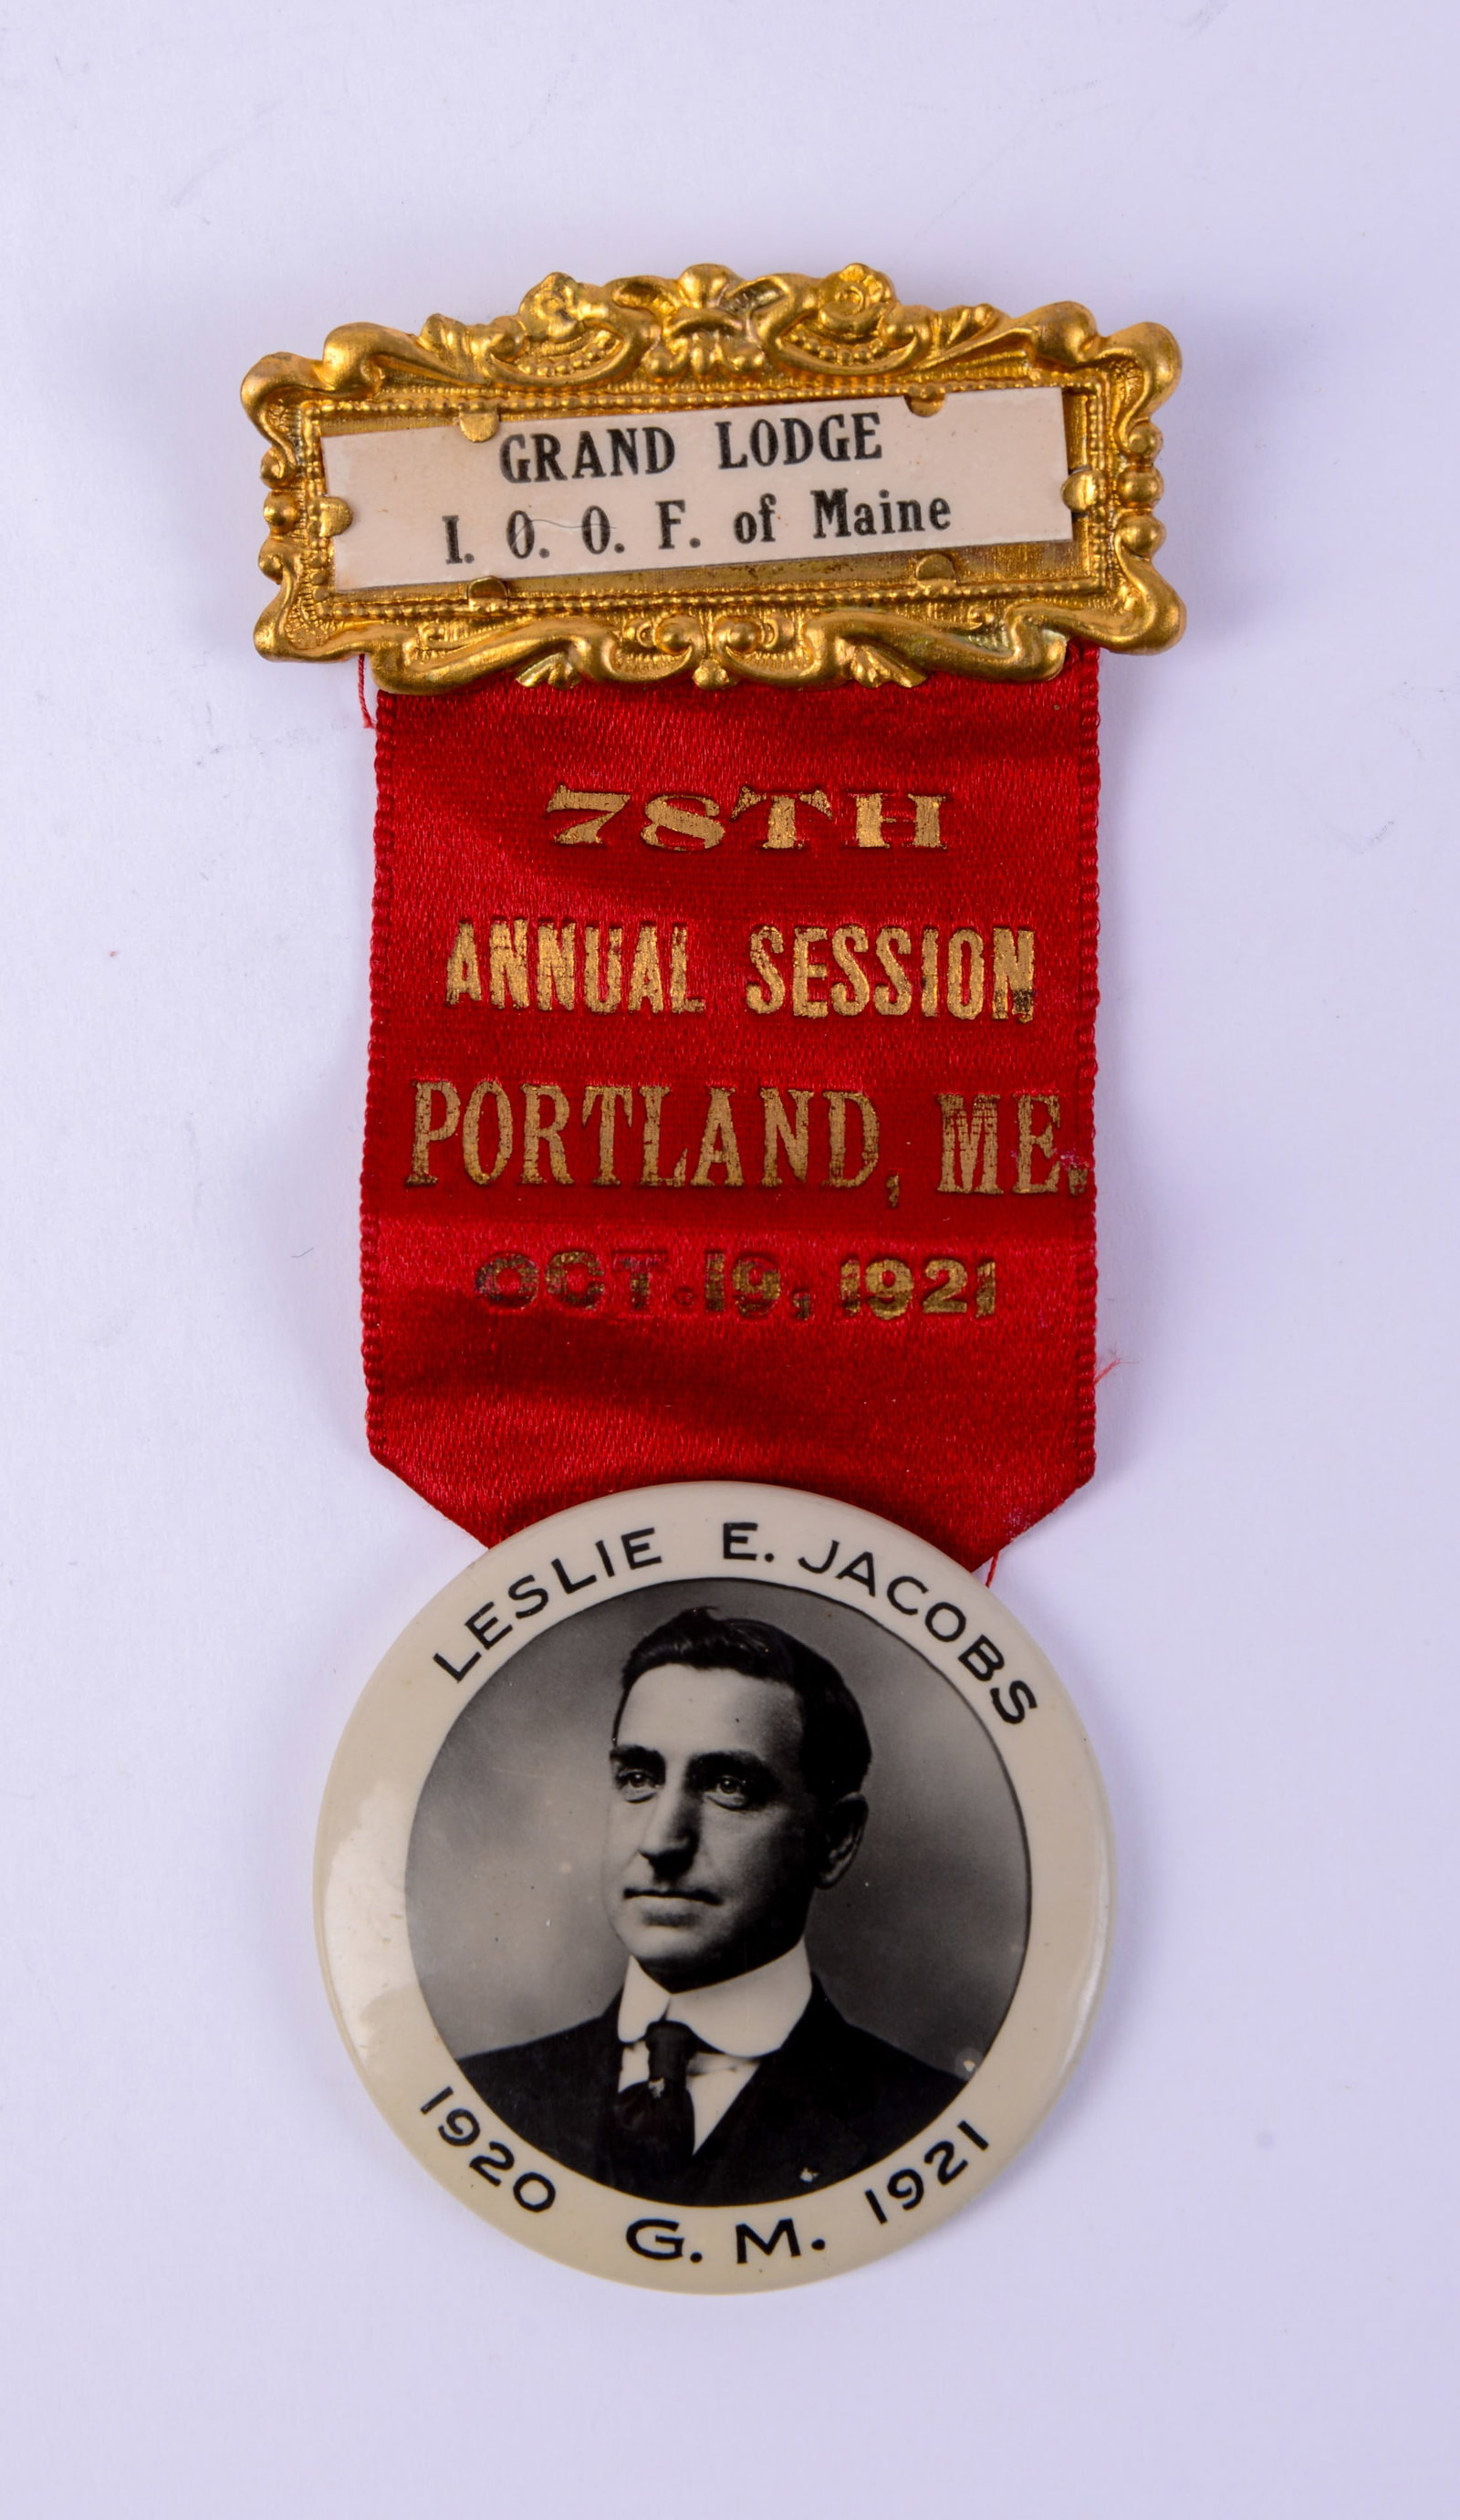 GRAND LODGE
I. O. O. F. of Maine
78TH
ANNUAL SESSION
PORTLAND, ME.
OCT. 19, 1921
LESLIE E. JACOBS
1920 G. M. 1921